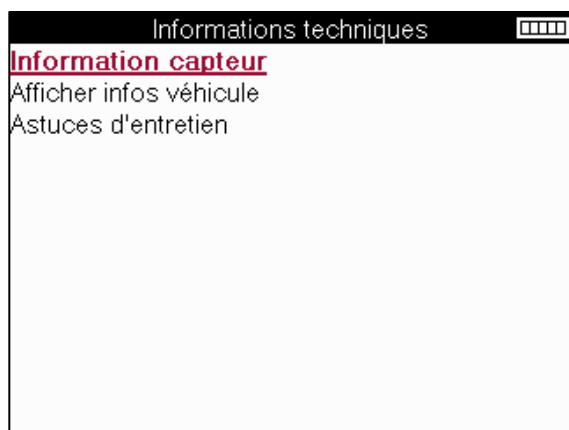 Informations techniques
Information capteur
Afficher infos véhicule
Astuces d'entretien